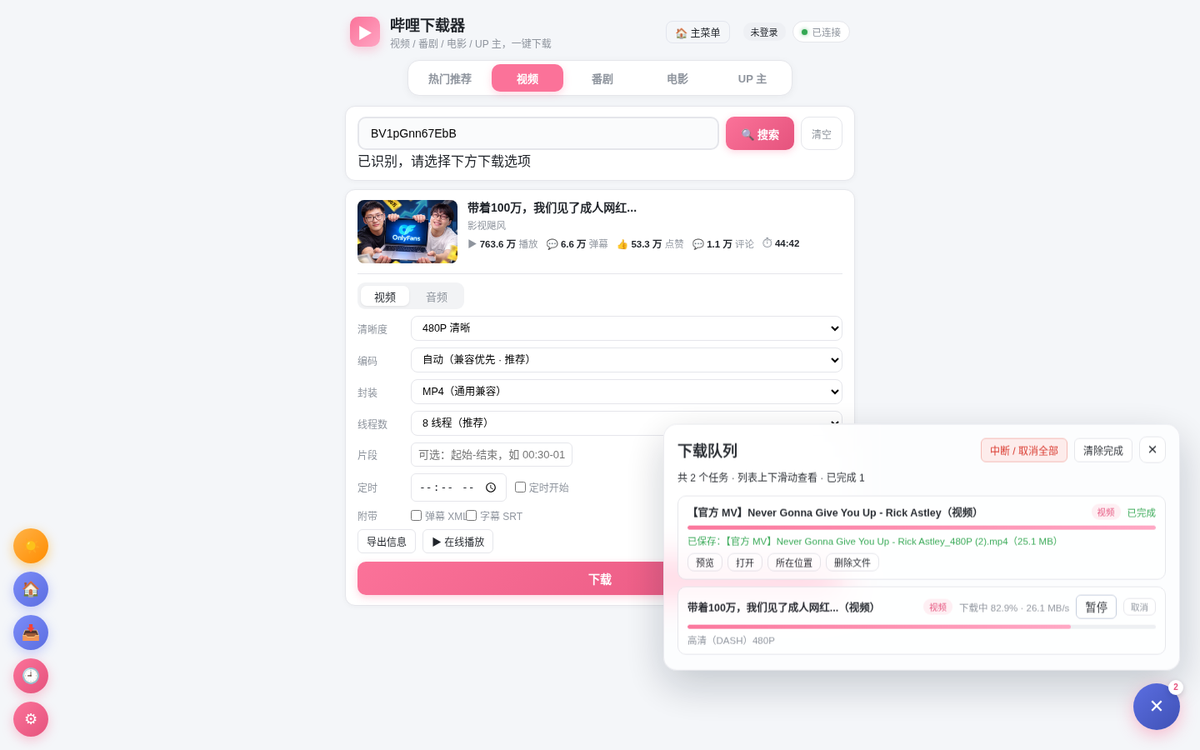 哔哩下载器
视频 / 番剧 / 电影 / UP 主，一键下载
🏠 主菜单
未登录
已连接
热门推荐
视频
番剧
电影
UP 主
BV1pGnn67EbB
🔍 搜索
清空
已识别，请选择下方下载选项
OnlyFans
带着100万，我们见了成人网红...
影视飓风
▶ 763.6 万 播放 💬 6.6 万 弹幕 👍 53.3 万 点赞 💬 1.1 万 评论 ⏱ 44:42
视频
音频
清晰度
480P 清晰
编码
自动（兼容优先 · 推荐）
封装
MP4（通用兼容）
线程数
8 线程（推荐）
片段
可选：起始-结束，如 00:30-01
定时
--:-- --
定时开始
附带
弹幕 XML
字幕 SRT
导出信息
▶ 在线播放
下载
下载队列
中断 / 取消全部
清除完成
✕
共 2 个任务 · 列表上下滑动查看 · 已完成 1
【官方 MV】Never Gonna Give You Up - Rick Astley（视频）
视频
已完成
已保存：【官方 MV】Never Gonna Give You Up - Rick Astley_480P (2).mp4（25.1 MB）
预览
打开
所在位置
删除文件
带着100万，我们见了成人网红...（视频）
视频
下载中 82.9% · 26.1 MB/s
暂停
取消
高清（DASH）480P
2
✕